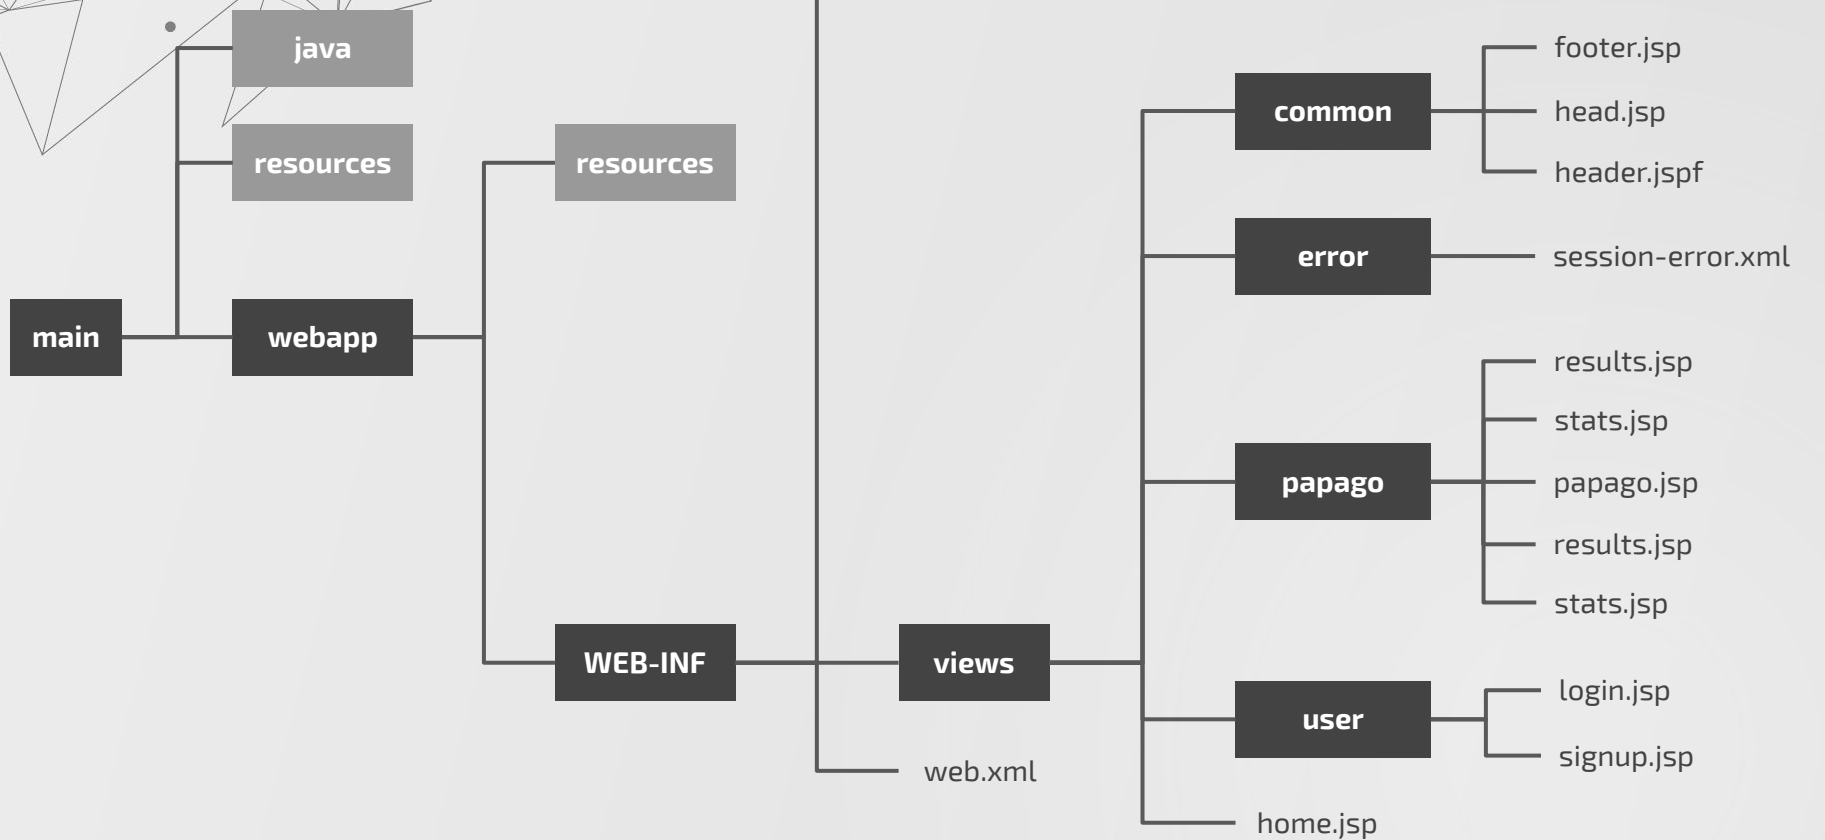 java
resources
main
webapp
resources
WEB-INF
views
web.xml
common
footer.jsp
head.jsp
header.jspf
error
session-error.xml
papago
results.jsp
stats.jsp
papago.jsp
results.jsp
stats.jsp
user
login.jsp
signup.jsp
home.jsp